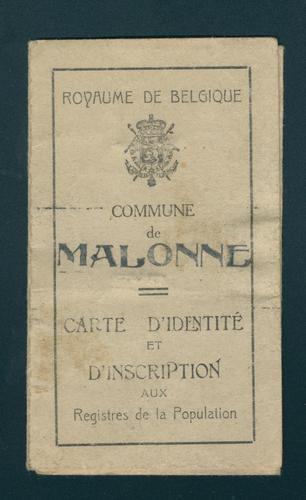 ROYAUME DE BELGIQUE
COMMUNE
de
MALONNE
CARTE D'IDENTITÉ
ET
D'INSCRIPTION
AUX
Registres de la Population